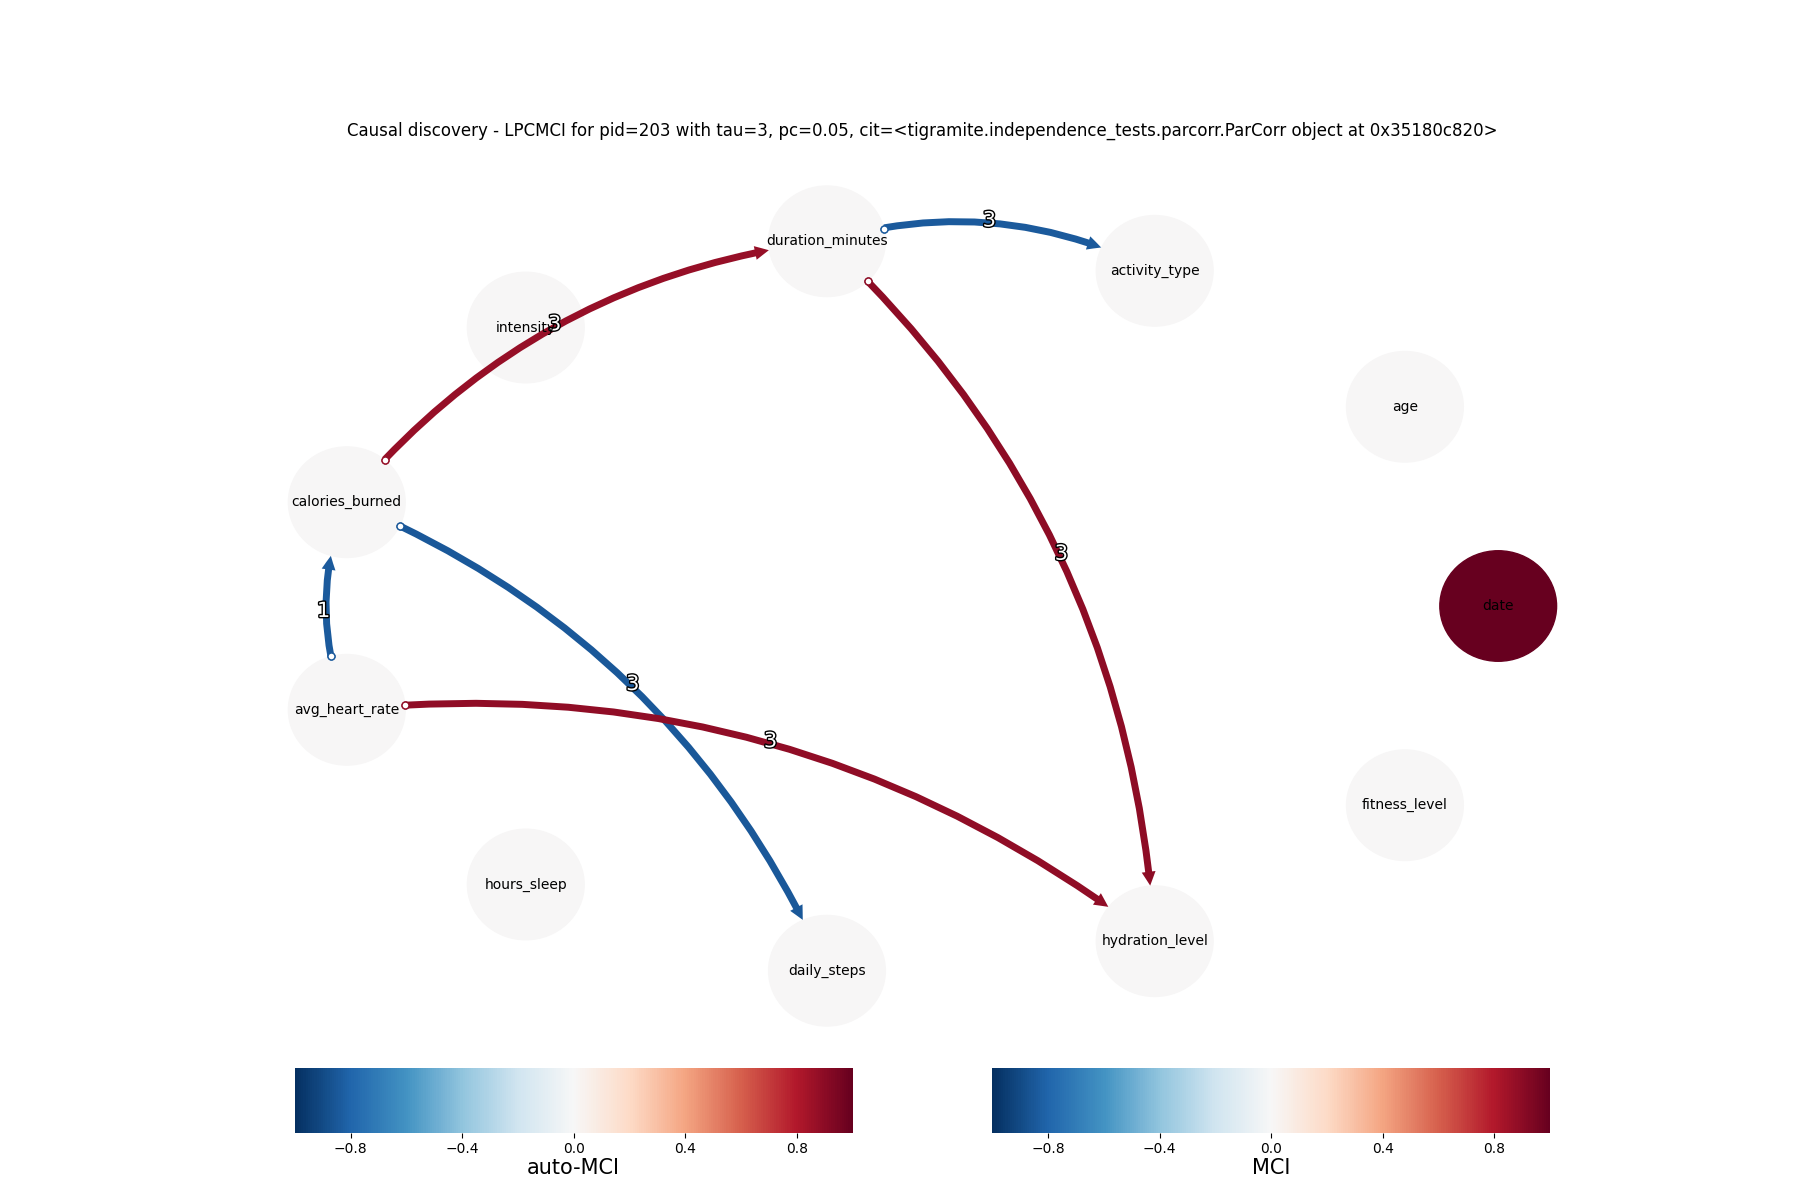 Causal discovery - LPCMCI for pid=203 with tau=3, pc=0.05, cit=<tigramite.independence_tests.parcorr.ParCorr object at 0x35180c820>
3
duration_minutes
activity_type
3
intensity
age
calories_burned
3
date
1
3
avg_heart_rate
3
fitness_level
hours_sleep
hydration_level
daily_steps
−0.8 −0.4 0.0 0.4 0.8
auto-MCI
−0.8 −0.4 0.0 0.4 0.8
MCI